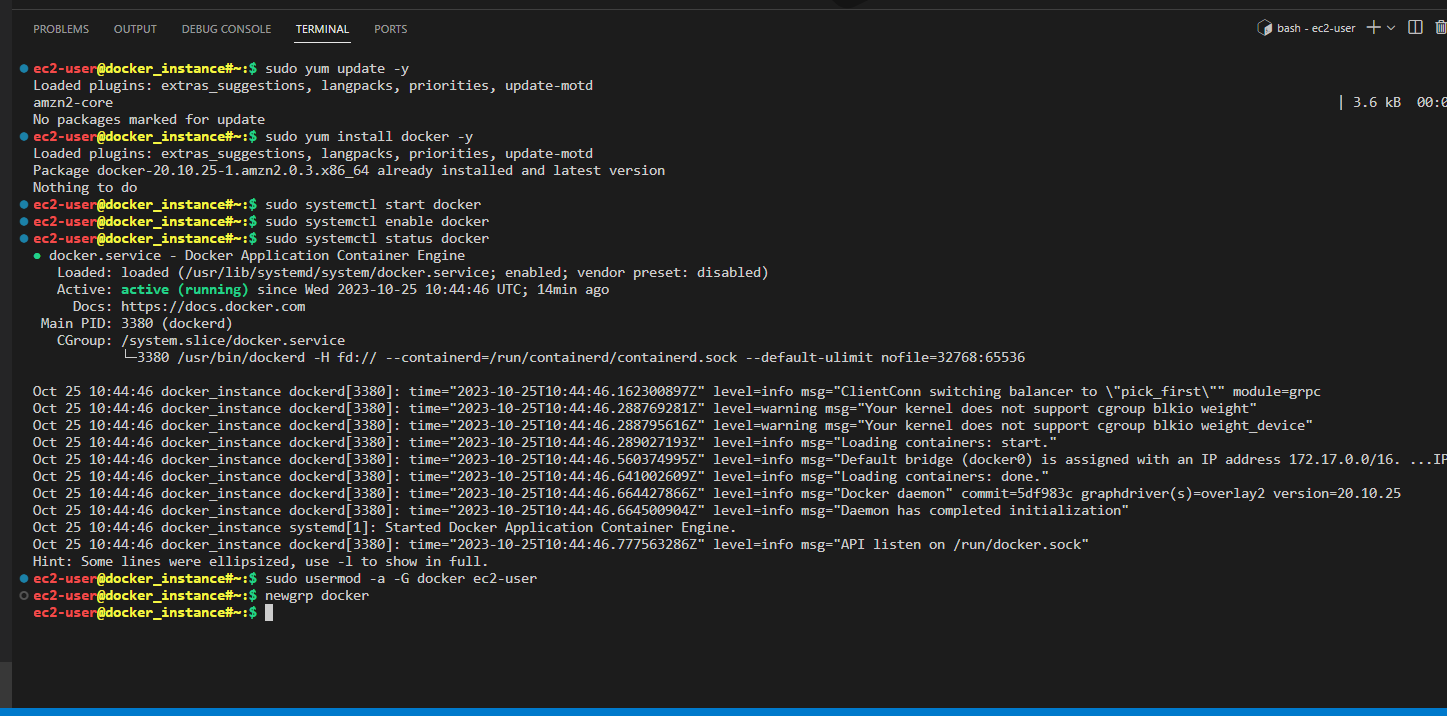 PROBLEMS OUTPUT DEBUG CONSOLE TERMINAL PORTS bash - ec2-user
ec2-user@docker_instance#~:$ sudo yum update -y
Loaded plugins: extras_suggestions, langpacks, priorities, update-motd
amzn2-core | 3.6 kB 00:0
No packages marked for update
ec2-user@docker_instance#~:$ sudo yum install docker -y
Loaded plugins: extras_suggestions, langpacks, priorities, update-motd
Package docker-20.10.25-1.amzn2.0.3.x86_64 already installed and latest version
Nothing to do
ec2-user@docker_instance#~:$ sudo systemctl start docker
ec2-user@docker_instance#~:$ sudo systemctl enable docker
ec2-user@docker_instance#~:$ sudo systemctl status docker
● docker.service - Docker Application Container Engine
Loaded: loaded (/usr/lib/systemd/system/docker.service; enabled; vendor preset: disabled)
Active: active (running) since Wed 2023-10-25 10:44:46 UTC; 14min ago
Docs: https://docs.docker.com
Main PID: 3380 (dockerd)
CGroup: /system.slice/docker.service
└─3380 /usr/bin/dockerd -H fd:// --containerd=/run/containerd/containerd.sock --default-ulimit nofile=32768:65536
Oct 25 10:44:46 docker_instance dockerd[3380]: time="2023-10-25T10:44:46.162300897Z" level=info msg="ClientConn switching balancer to \"pick_first\"" module=grpc
Oct 25 10:44:46 docker_instance dockerd[3380]: time="2023-10-25T10:44:46.288769281Z" level=warning msg="Your kernel does not support cgroup blkio weight"
Oct 25 10:44:46 docker_instance dockerd[3380]: time="2023-10-25T10:44:46.288795616Z" level=warning msg="Your kernel does not support cgroup blkio weight_device"
Oct 25 10:44:46 docker_instance dockerd[3380]: time="2023-10-25T10:44:46.289027193Z" level=info msg="Loading containers: start."
Oct 25 10:44:46 docker_instance dockerd[3380]: time="2023-10-25T10:44:46.560374995Z" level=info msg="Default bridge (docker0) is assigned with an IP address 172.17.0.0/16. ...IP
Oct 25 10:44:46 docker_instance dockerd[3380]: time="2023-10-25T10:44:46.641002609Z" level=info msg="Loading containers: done."
Oct 25 10:44:46 docker_instance dockerd[3380]: time="2023-10-25T10:44:46.664427866Z" level=info msg="Docker daemon" commit=5df983c graphdriver(s)=overlay2 version=20.10.25
Oct 25 10:44:46 docker_instance dockerd[3380]: time="2023-10-25T10:44:46.664500904Z" level=info msg="Daemon has completed initialization"
Oct 25 10:44:46 docker_instance systemd[1]: Started Docker Application Container Engine.
Oct 25 10:44:46 docker_instance dockerd[3380]: time="2023-10-25T10:44:46.777563286Z" level=info msg="API listen on /run/docker.sock"
Hint: Some lines were ellipsized, use -l to show in full.
ec2-user@docker_instance#~:$ sudo usermod -a -G docker ec2-user
ec2-user@docker_instance#~:$ newgrp docker
ec2-user@docker_instance#~:$